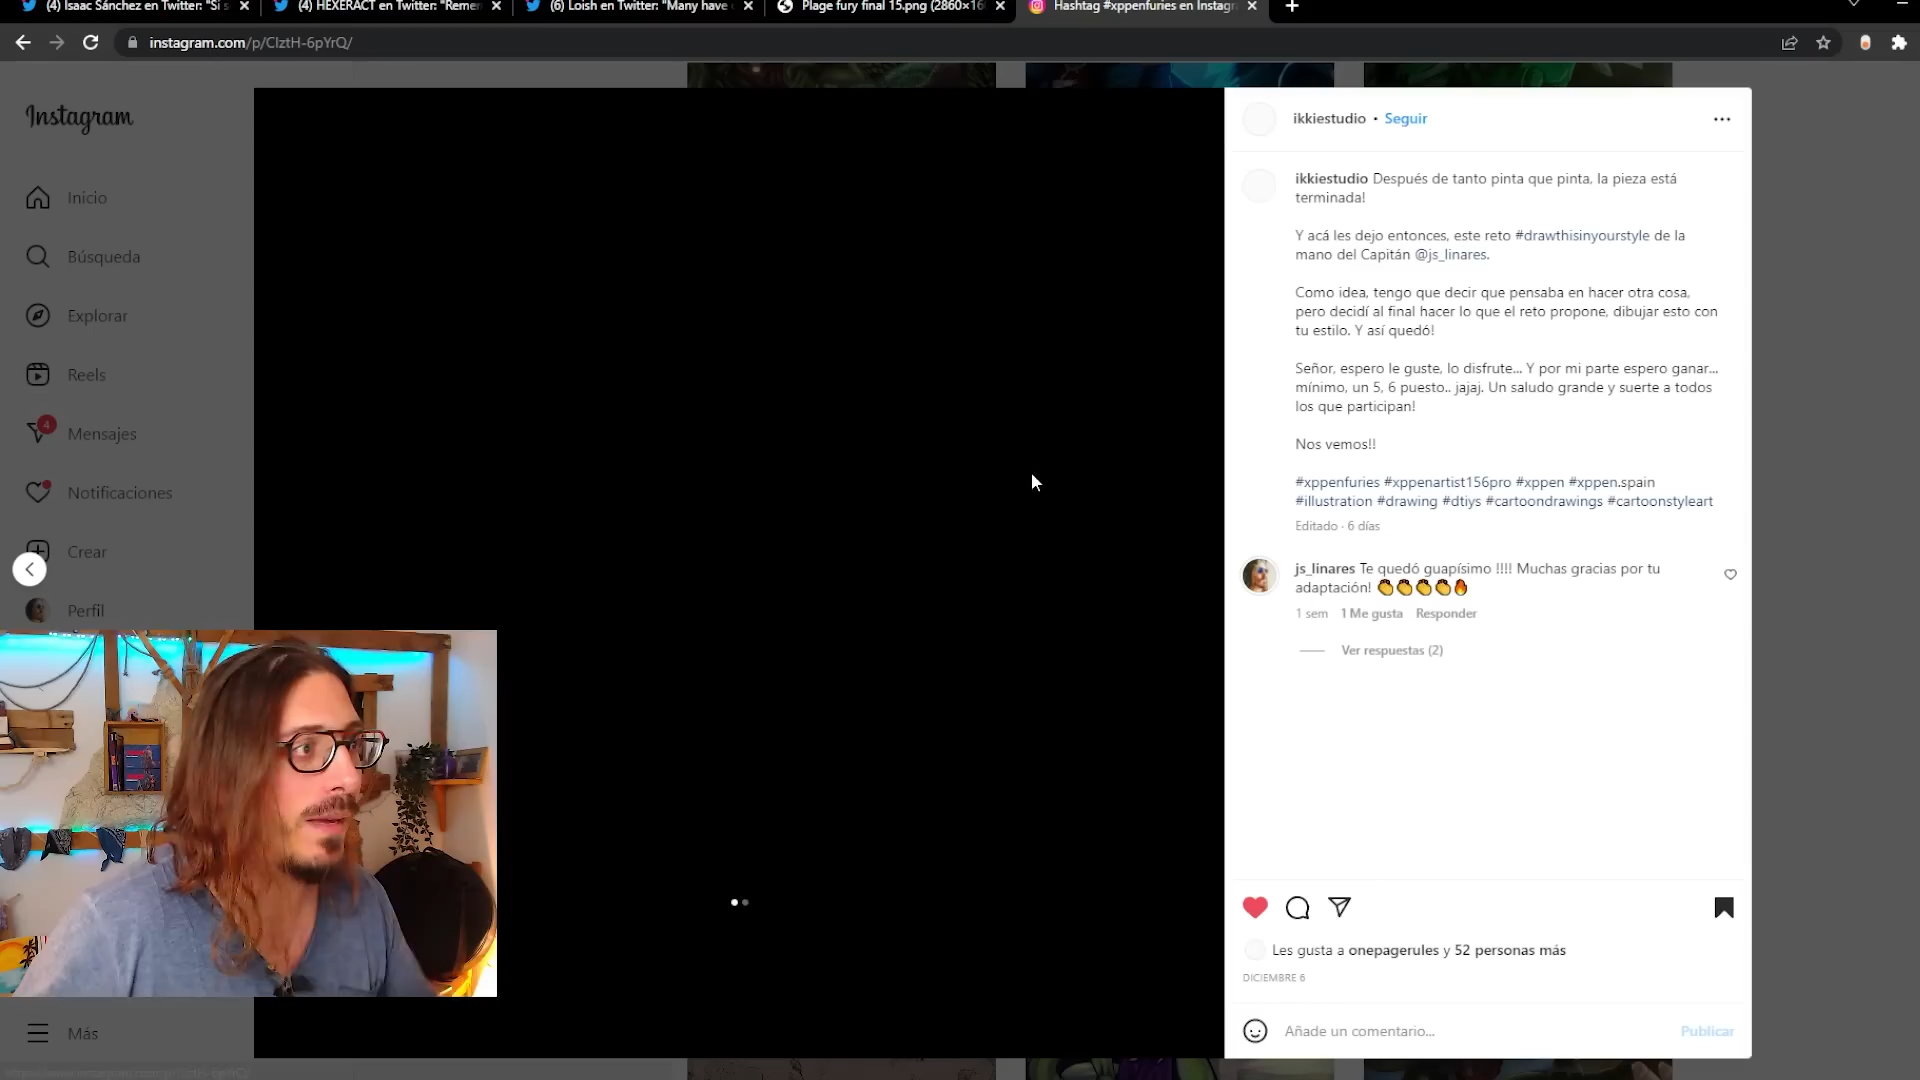 (4) Isaac Sánchez en Twitter: "Si s
(4) HEXERACT en Twitter: "Remem
(6) Loish en Twitter: "Many have
Plage fury final 15.png (2860×16
Hashtag #xppenfuries en Instagr
instagram.com/p/ClztH-6pYrQ/
Instagram
Inicio
Búsqueda
Explorar
Reels
4
Mensajes
Notificaciones
Crear
Perfil
Más
ikkiestudio • Seguir
ikkiestudio Después de tanto pinta que pinta, la pieza está
terminada!
Y acá les dejo entonces, este reto #drawthisinyourstyle de la
mano del Capitán @js_linares.
Como idea, tengo que decir que pensaba en hacer otra cosa,
pero decidí al final hacer lo que el reto propone, dibujar esto con
tu estilo. Y así quedó!
Señor, espero le guste, lo disfrute... Y por mi parte espero ganar...
mínimo, un 5, 6 puesto.. jajaj. Un saludo grande y suerte a todos
los que participan!
Nos vemos!!
#xppenfuries #xppenartist156pro #xppen #xppen.spain
#illustration #drawing #dtiys #cartoondrawings #cartoonstyleart
Editado · 6 días
js_linares Te quedó guapísimo !!!! Muchas gracias por tu
adaptación! 👏👏👏👏🔥
1 sem 1 Me gusta Responder
Ver respuestas (2)
Les gusta a onepagerules y 52 personas más
DICIEMBRE 6
Añade un comentario...
Publicar